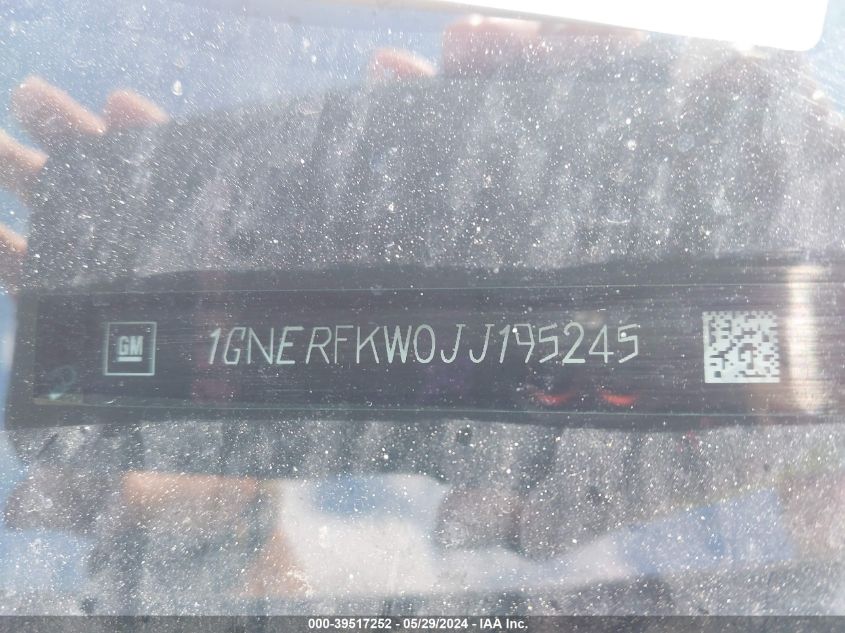 GM 1GNERFKW0JJ195245
000-39517252 - 05/29/2024 - IAA Inc.